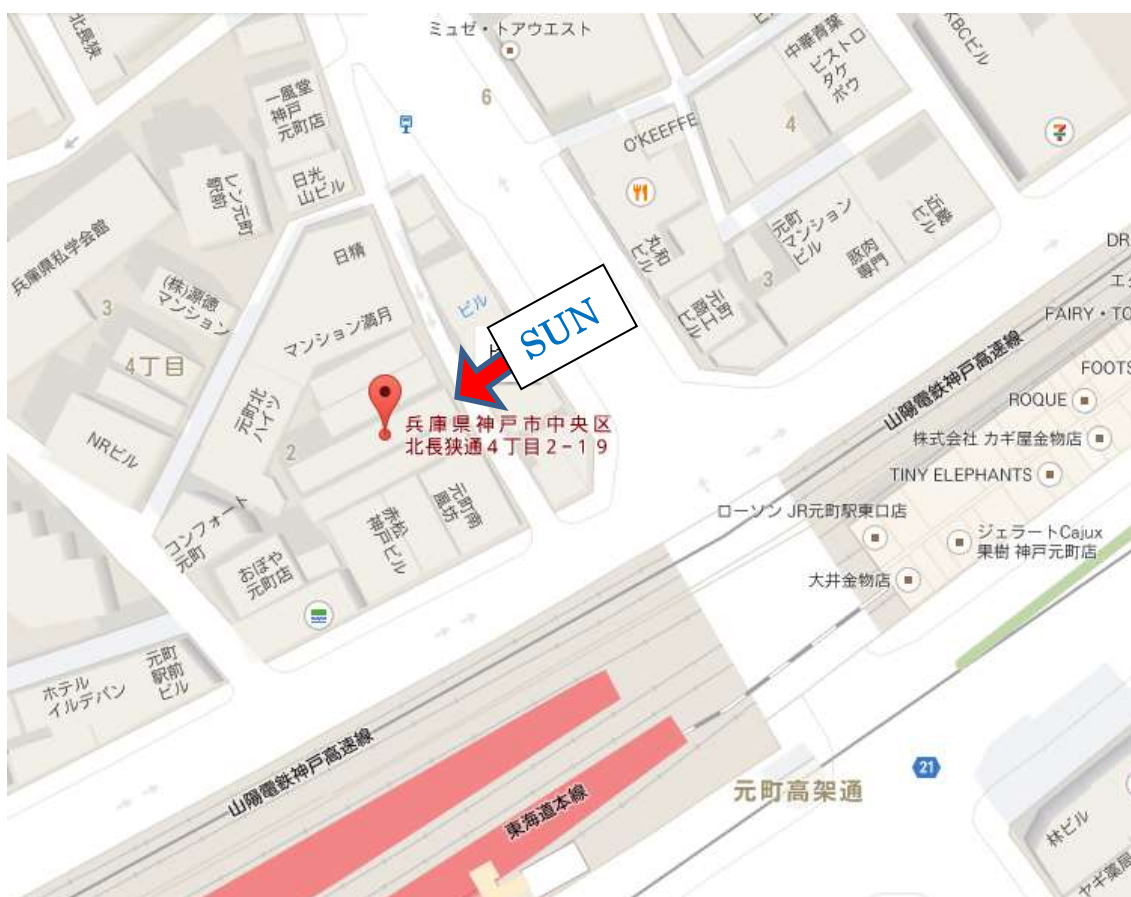 北長狭
ミュゼ・トアウエスト
6
一風堂
神戸
元町店
日光
山ビル
レン元町
駅前
兵庫県私学会館
3
(株)源徳
マンション
4丁目
日精
マンション満月
元町北
ハイツ
NRビル
2
ビル
SUN
兵庫県神戸市中央区
北長狭通4丁目2-19
コンフォート
元町
おぼや
元町店
赤松
神戸ビル
元町南
風坊
ホテル
イルデパン
元町
駅前
ビル
O'KEEFFE
4
中華青葉
ビストロ
タケ
ボウ
KBCビル
丸和
ビル
元町
マンション
ビル
豚肉
専門
近畿
ビル
3
元町工
商ビル
DR
エ
FAIRY・TO
FOOTS
ROQUE
株式会社 カギ屋金物店
TINY ELEPHANTS
ローソン JR元町駅東口店
ジェラートCajux
果樹 神戸元町店
大井金物店
山陽電鉄神戸高速線
山陽電鉄神戸高速線
東海道本線
元町高架通
21
林ビル
ヤギ薬局